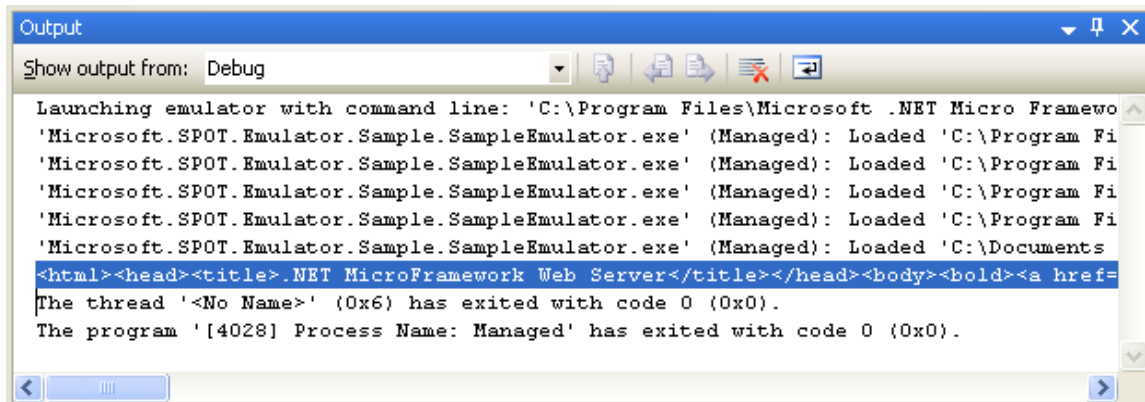 Output
Show output from: Debug
Launching emulator with command line: 'C:\Program Files\Microsoft .NET Micro Framewo
'Microsoft.SPOT.Emulator.Sample.SampleEmulator.exe' (Managed): Loaded 'C:\Program Fi
'Microsoft.SPOT.Emulator.Sample.SampleEmulator.exe' (Managed): Loaded 'C:\Program Fi
'Microsoft.SPOT.Emulator.Sample.SampleEmulator.exe' (Managed): Loaded 'C:\Program Fi
'Microsoft.SPOT.Emulator.Sample.SampleEmulator.exe' (Managed): Loaded 'C:\Program Fi
'Microsoft.SPOT.Emulator.Sample.SampleEmulator.exe' (Managed): Loaded 'C:\Documents
<html><head><title>.NET MicroFramework Web Server</title></head><body><bold><a href=
The thread '<No Name>' (0x6) has exited with code 0 (0x0).
The program '[4028] Process Name: Managed' has exited with code 0 (0x0).